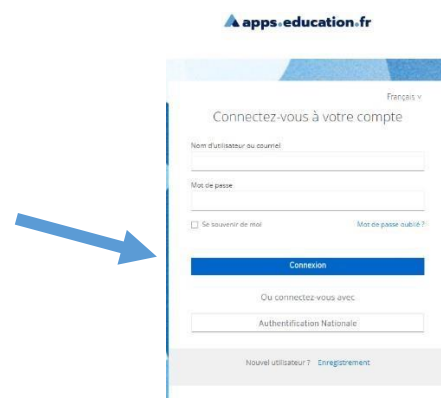 apps.education.fr
Français
Connectez-vous à votre compte
Nom d'utilisateur ou courriel
Mot de passe
Se souvenir de moi Mot de passe oublié ?
Connexion
Ou connectez-vous avec
Authentification Nationale
Nouvel utilisateur ? Enregistrement